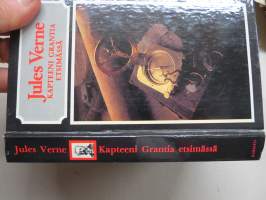 Jules Verne
KAPTEENI GRANTIA
ETSIMÄSSÄ
Jules Verne Kapteeni Grantia etsimässä